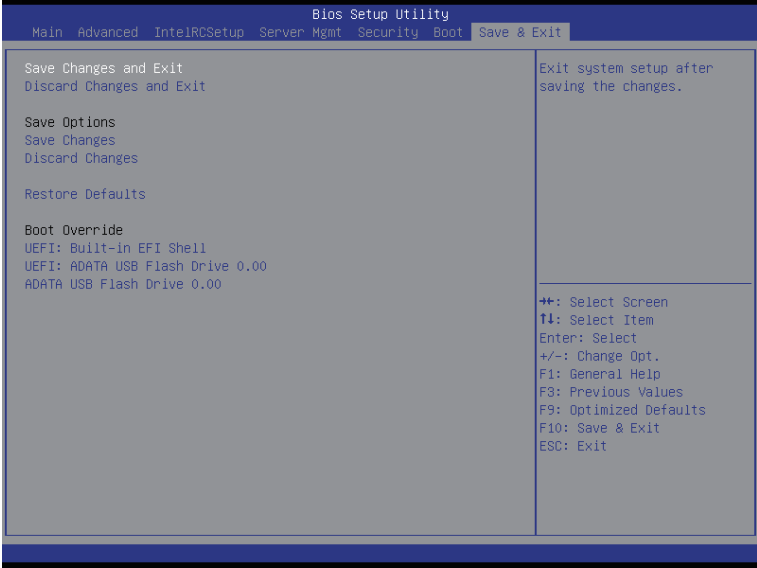 Bios Setup Utility
Main Advanced IntelRCSetup Server Mgmt Security Boot Save & Exit
Save Changes and Exit
Discard Changes and Exit
Save Options
Save Changes
Discard Changes
Restore Defaults
Boot Override
UEFI: Built-in EFI Shell
UEFI: ADATA USB Flash Drive 0.00
ADATA USB Flash Drive 0.00
Exit system setup after
saving the changes.
→←: Select Screen
↑↓: Select Item
Enter: Select
+/-: Change Opt.
F1: General Help
F3: Previous Values
F9: Optimized Defaults
F10: Save & Exit
ESC: Exit